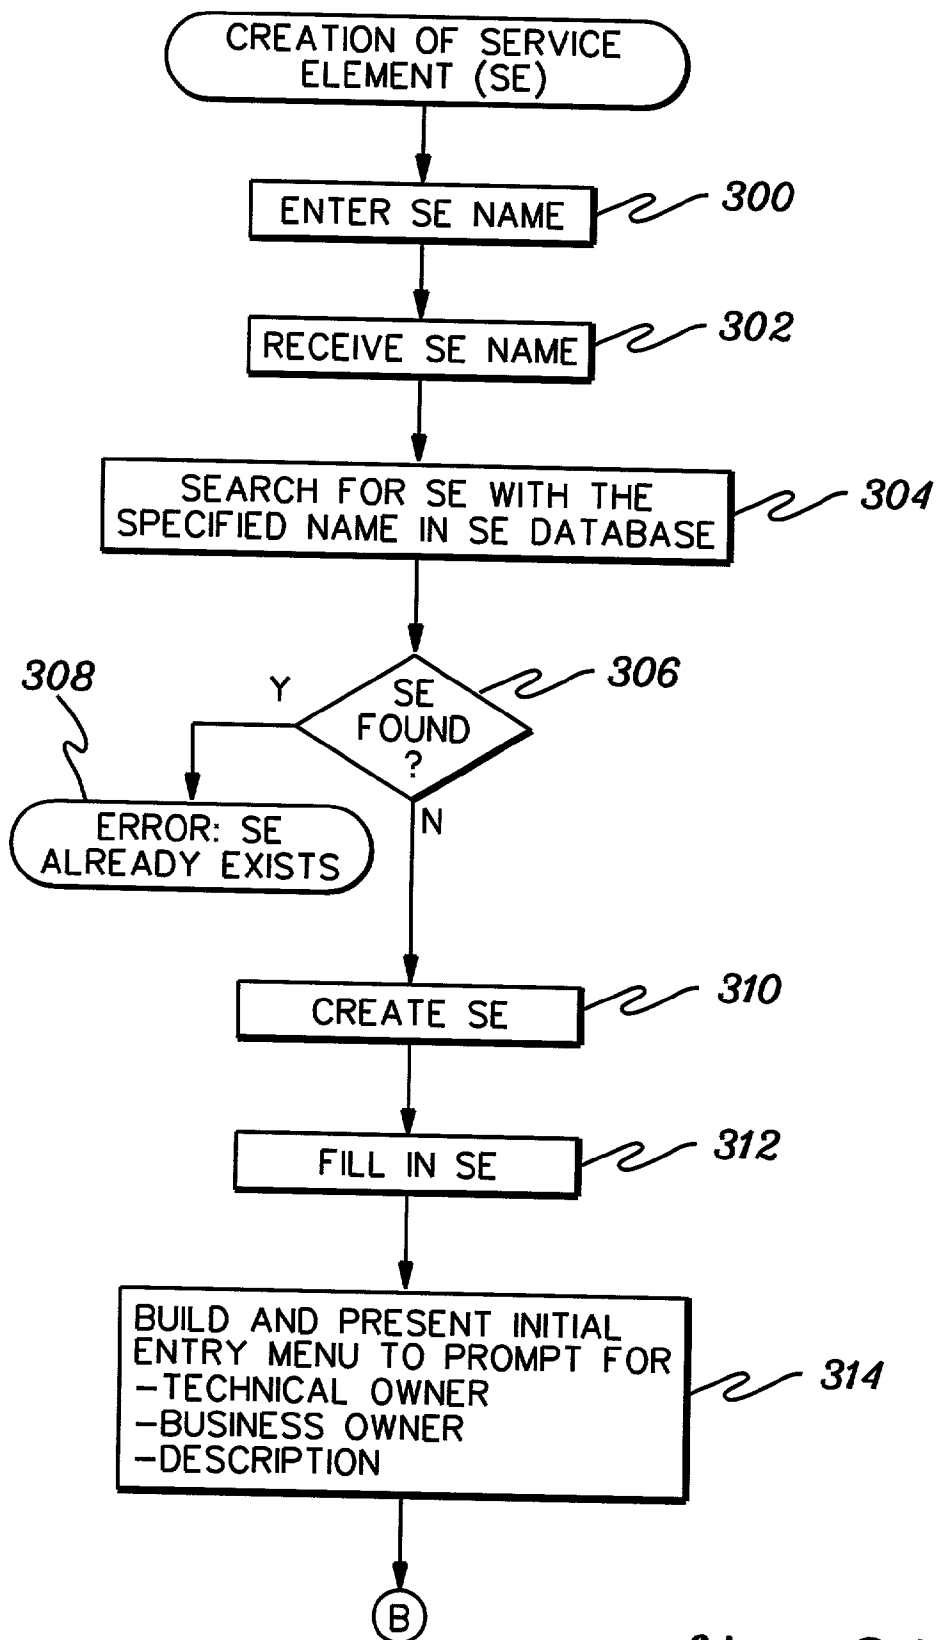 CREATION OF SERVICE
ELEMENT (SE)
ENTER SE NAME
300
RECEIVE SE NAME
302
SEARCH FOR SE WITH THE
SPECIFIED NAME IN SE DATABASE
304
308
Y
SE
FOUND
?
306
ERROR: SE
ALREADY EXISTS
N
CREATE SE
310
FILL IN SE
312
BUILD AND PRESENT INITIAL
ENTRY MENU TO PROMPT FOR
-TECHNICAL OWNER
-BUSINESS OWNER
-DESCRIPTION
314
B